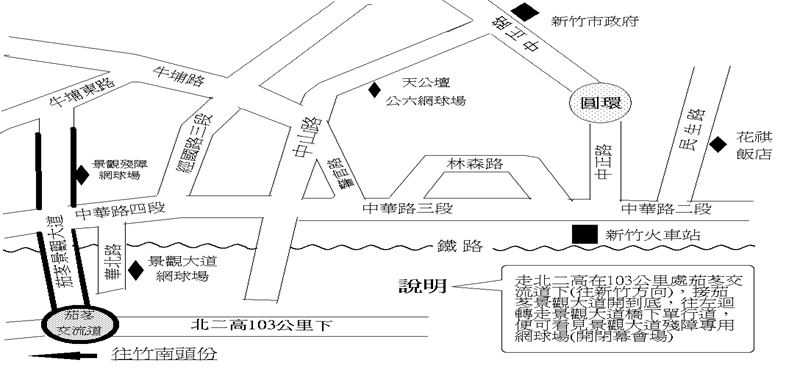 新竹市政府
中正路
牛埔路
天公壇
公六網球場
牛埔東路
圓環
民生路
經國路三段
中山路
花祺
飯店
景觀殘障
網球場
警官路
林森路
中正路
中華路四段
中華路三段
中華路二段
新竹火車站
鐵路
茄苳景觀大道
華北路
景觀大道
網球場
說明
走北二高在103公里處茄苳交
流道下(往新竹方向)，接茄
苳景觀大道開到底，往左迴
轉走景觀大道橋下單行道，
便可看見景觀大道殘障專用
網球場(開閉幕會場)
茄苳
交流道
北二高103公里下
往竹南頭份